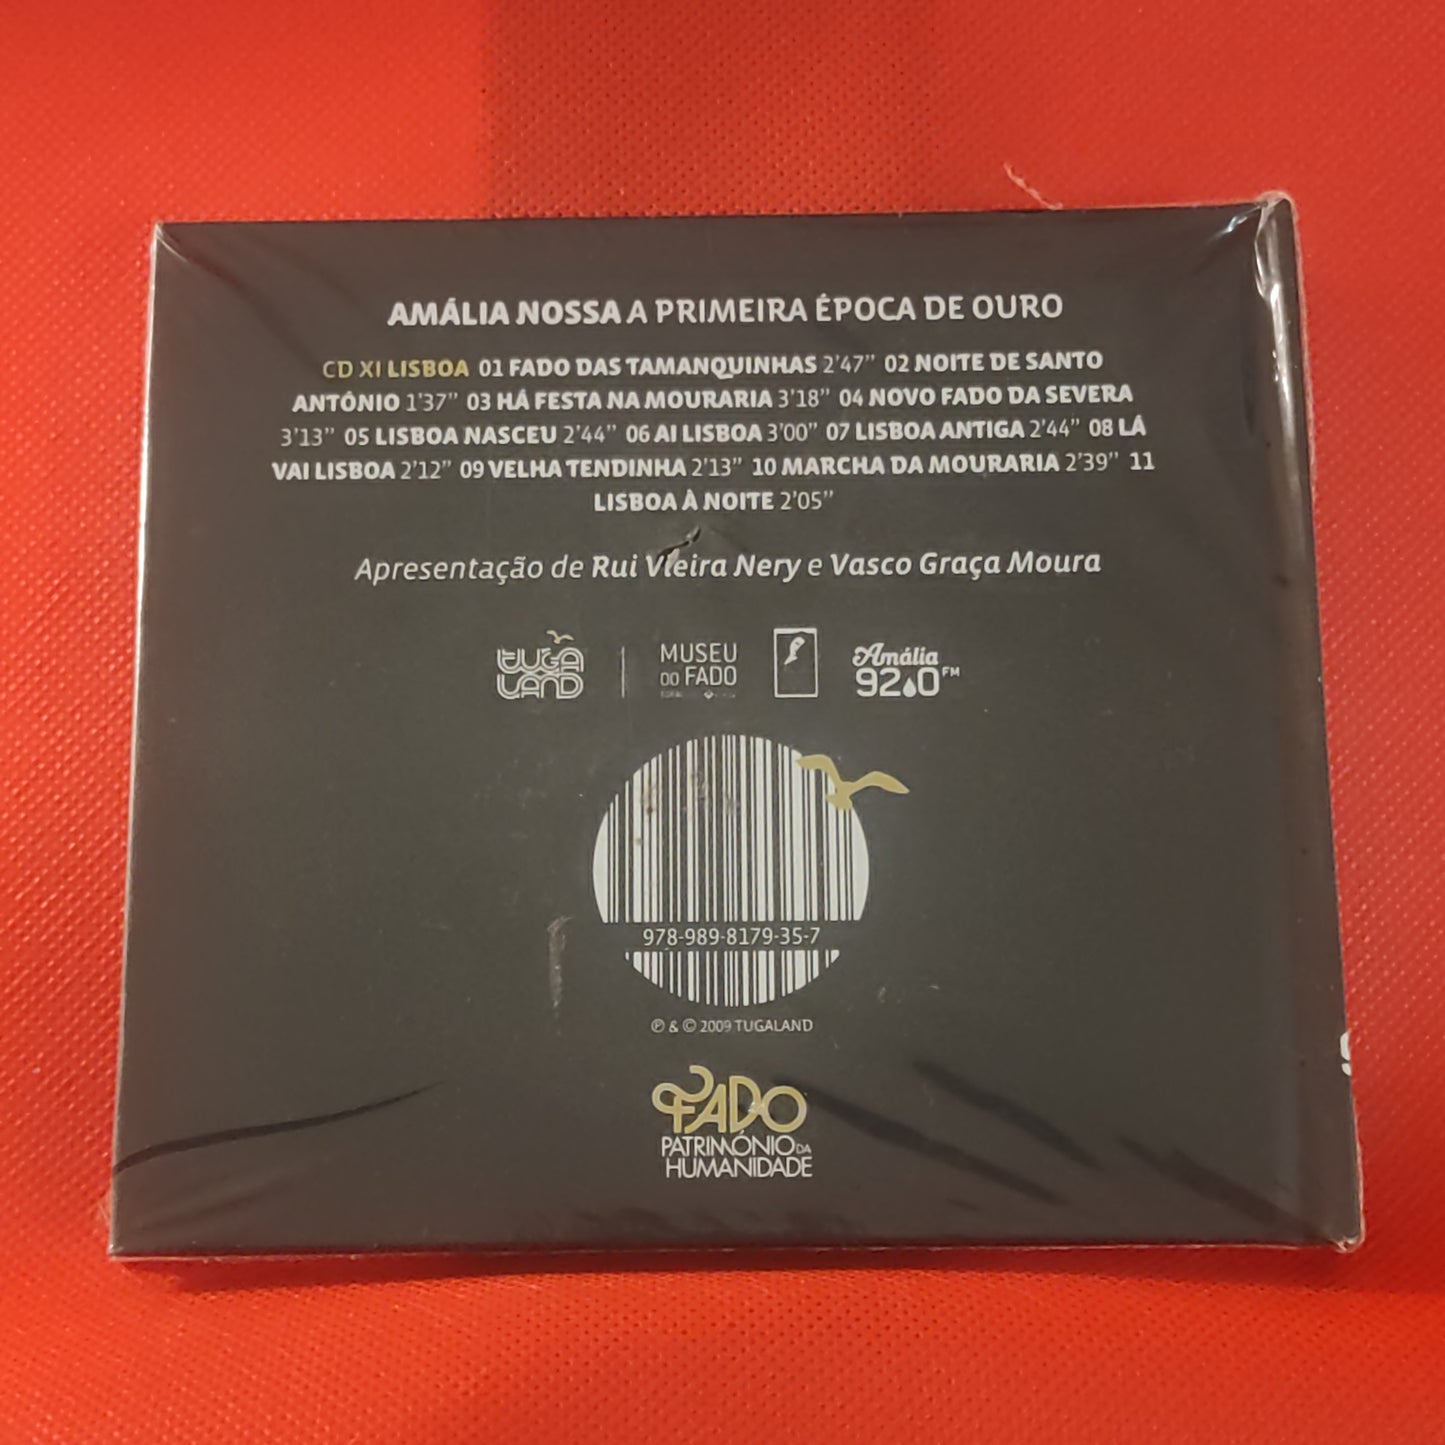 AMÁLIA NOSSA A PRIMEIRA ÉPOCA DE OURO
CD XI LISBOA 01 FADO DAS TAMANQUINHAS 2'47” 02 NOITE DE SANTO
ANTÓNIO 1'37” 03 HÁ FESTA NA MOURARIA 3'18” 04 NOVO FADO DA SEVERA
3'13” 05 LISBOA NASCEU 2'44” 06 AI LISBOA 3'00” 07 LISBOA ANTIGA 2'44” 08 LÁ
VAI LISBOA 2'12” 09 VELHA TENDINHA 2'13” 10 MARCHA DA MOURARIA 2'39” 11
LISBOA À NOITE 2'05”
Apresentação de Rui Vieira Nery e Vasco Graça Moura
TUGA
LAND
MUSEU
DO FADO
Amália
92.0 FM
978-989-8179-35-7
℗ & © 2009 TUGALAND
FADO
PATRIMÓNIO DA
HUMANIDADE